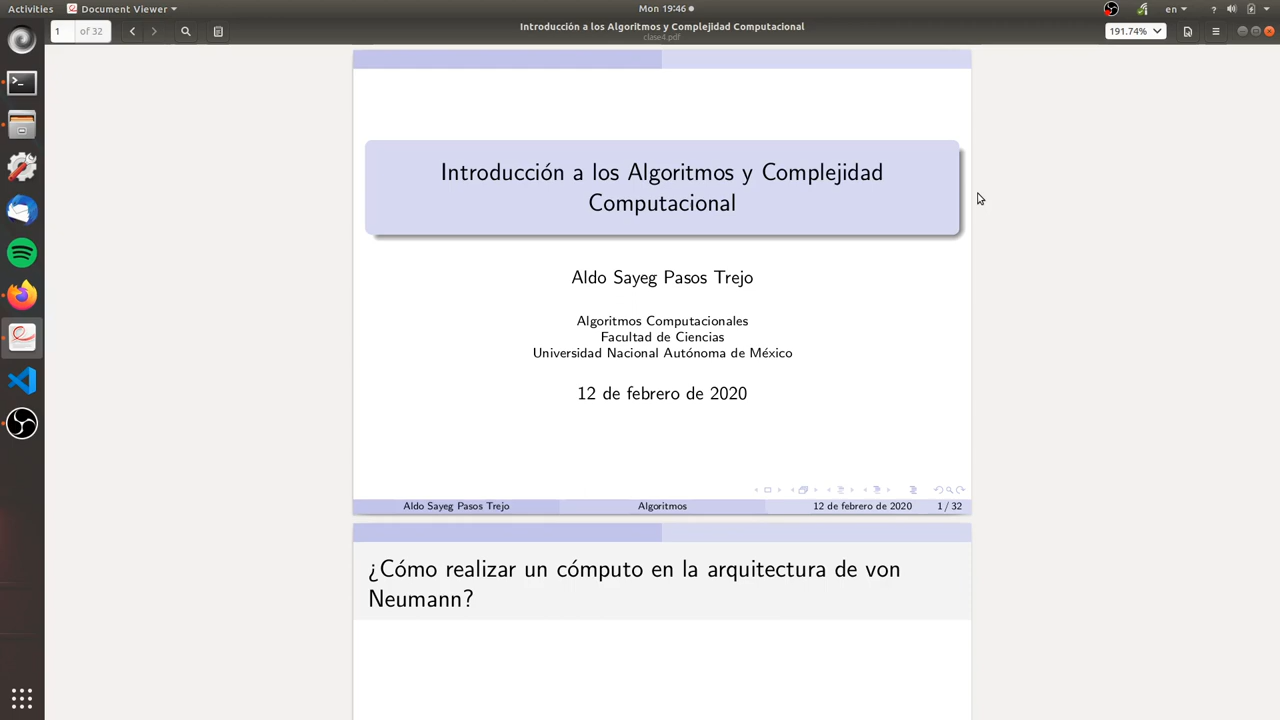 Activities Document Viewer Mon 19:46 en ?
1 of 32 Introducción a los Algoritmos y Complejidad Computacional 191.74%
clase4.pdf
Introducción a los Algoritmos y Complejidad
Computacional
Aldo Sayeg Pasos Trejo
Algoritmos Computacionales
Facultad de Ciencias
Universidad Nacional Autónoma de México
12 de febrero de 2020
Aldo Sayeg Pasos Trejo Algoritmos 12 de febrero de 2020 1 / 32
¿Cómo realizar un cómputo en la arquitectura de von
Neumann?